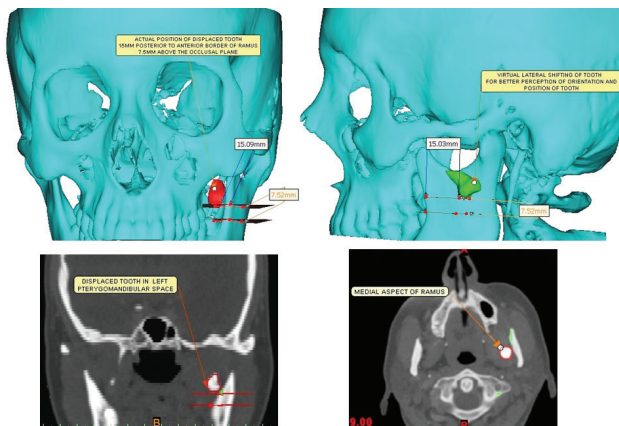 ACTUAL POSITION OF DISPLACED TOOTH
15MM POSTERIOR TO ANTERIOR BORDER OF RAMUS
7.5MM ABOVE THE OCCLUSAL PLANE
15.09mm
7.52mm
VIRTUAL LATERAL SHIFTING OF TOOTH
FOR BETTER PERCEPTION OF ORIENTATION AND
POSITION OF TOOTH
15.03mm
7.52mm
DISPLACED TOOTH IN LEFT
PTERYGOMANDIBULAR SPACE
MEDIAL ASPECT OF RAMUS
9.00